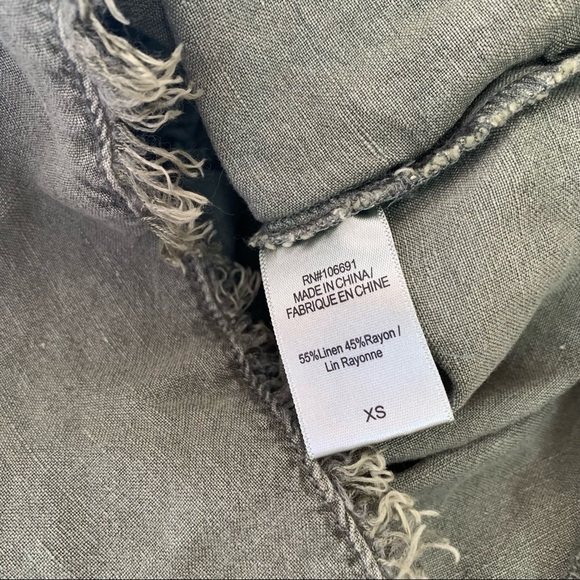 RN#106691
MADE IN CHINA/
FABRIQUE EN CHINE
55%Linen 45%Rayon /
Lin Rayonne
XS